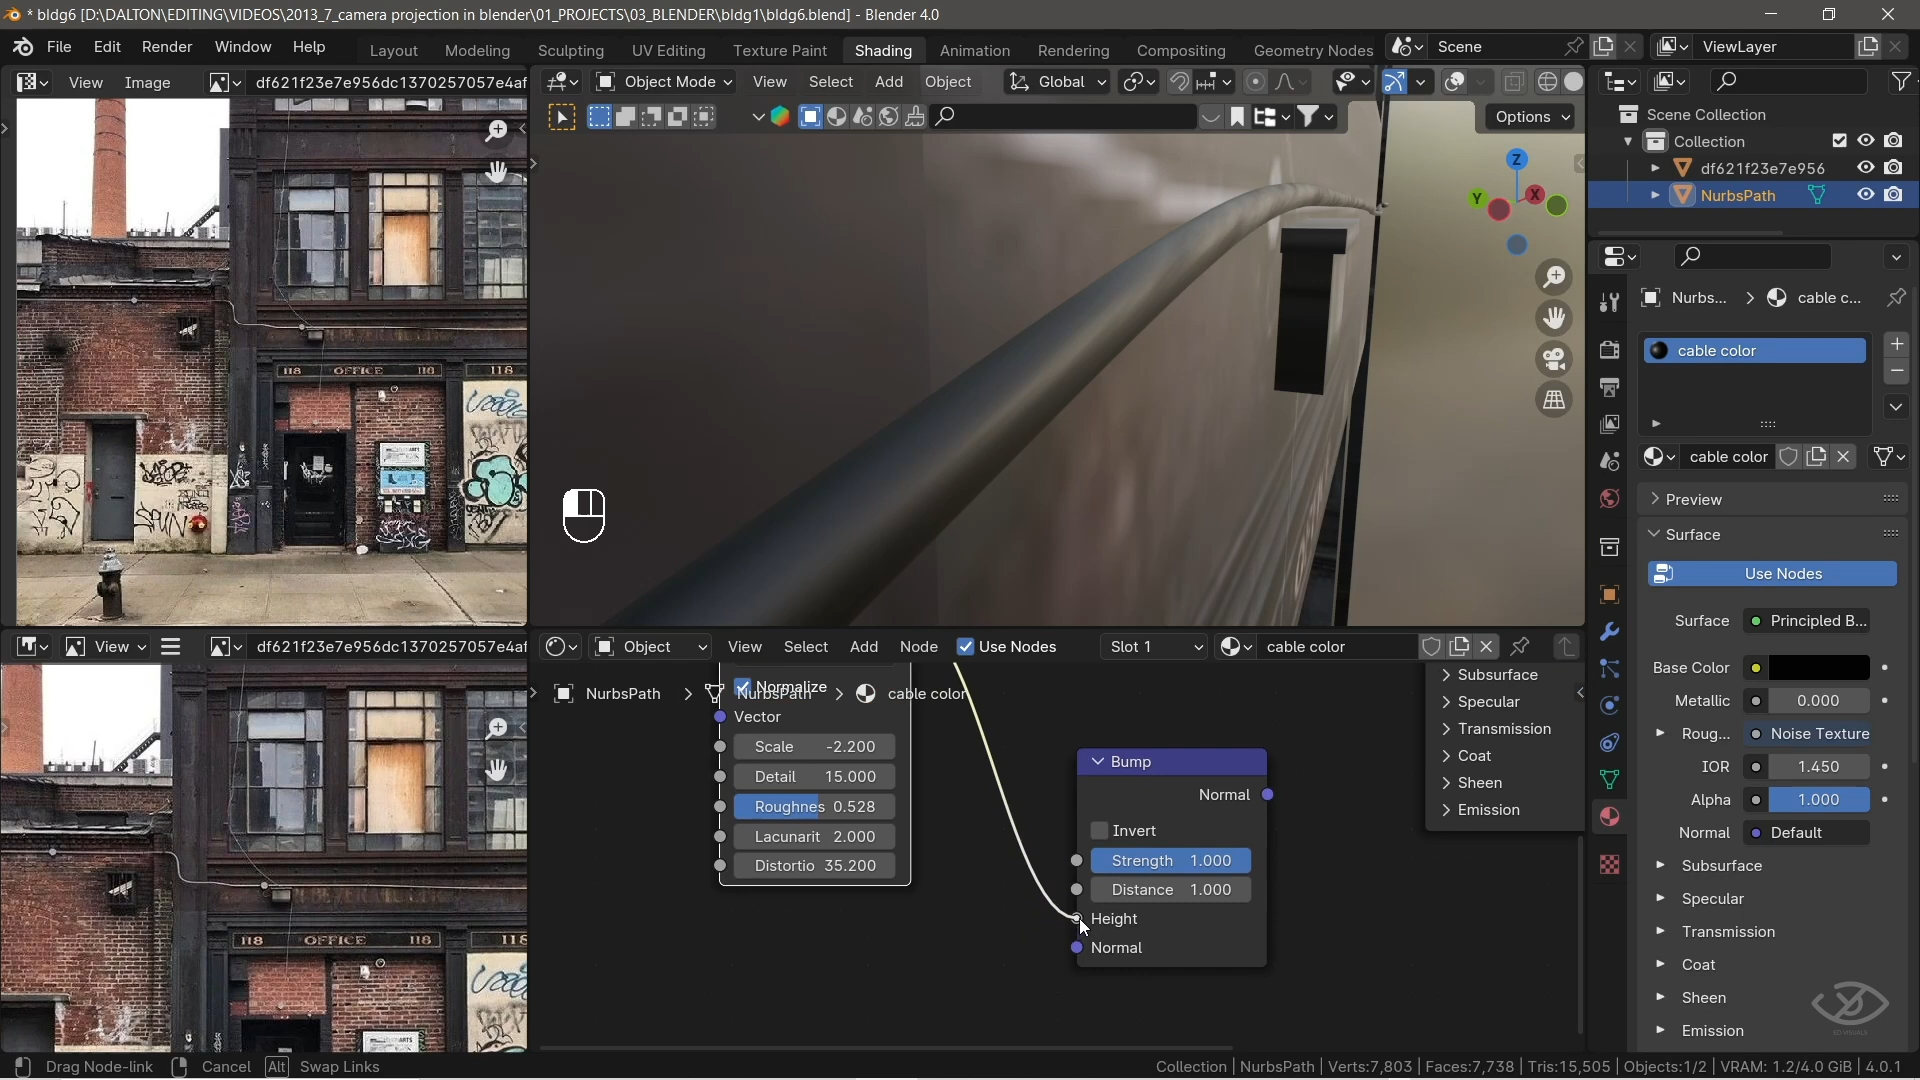 * bldg6 [D:\DALTON\EDITING\VIDEOS\2013_7_camera projection in blender\01_PROJECTS\03_BLENDER\bldg1\bldg6.blend] - Blender 4.0
File Edit Render Window Help
Layout Modeling Sculpting UV Editing Texture Paint Shading Animation Rendering Compositing Geometry Nodes
Scene
ViewLayer
View Image df621f23e7e956dc1370257057e4af
Object Mode View Select Add Object Global
Options
Scene Collection
Collection
df621f23e7e956
NurbsPath
Z
Y
X
Nurbs... cable c...
cable color
cable color
Preview
Surface
Use Nodes
Surface Principled B...
Base Color
Metallic 0.000
Roug... Noise Texture
IOR 1.450
Alpha 1.000
Normal Default
Subsurface
Specular
Transmission
Coat
Sheen
Emission
118 OFFICE 118
118
View df621f23e7e956dc1370257057e4af
118 OFFICE 118
Object View Select Add Node Use Nodes Slot 1 cable color
NurbsPath NurbsPath cable color
Normalize
Vector
Scale -2.200
Detail 15.000
Roughnes 0.528
Lacunarit 2.000
Distortio 35.200
Bump
Normal
Invert
Strength 1.000
Distance 1.000
Height
Normal
Subsurface
Specular
Transmission
Coat
Sheen
Emission
Drag Node-link Cancel Alt Swap Links
Collection | NurbsPath | Verts:7,803 | Faces:7,738 | Tris:15,505 | Objects:1/2 | VRAM: 1.2/4.0 GiB | 4.0.1